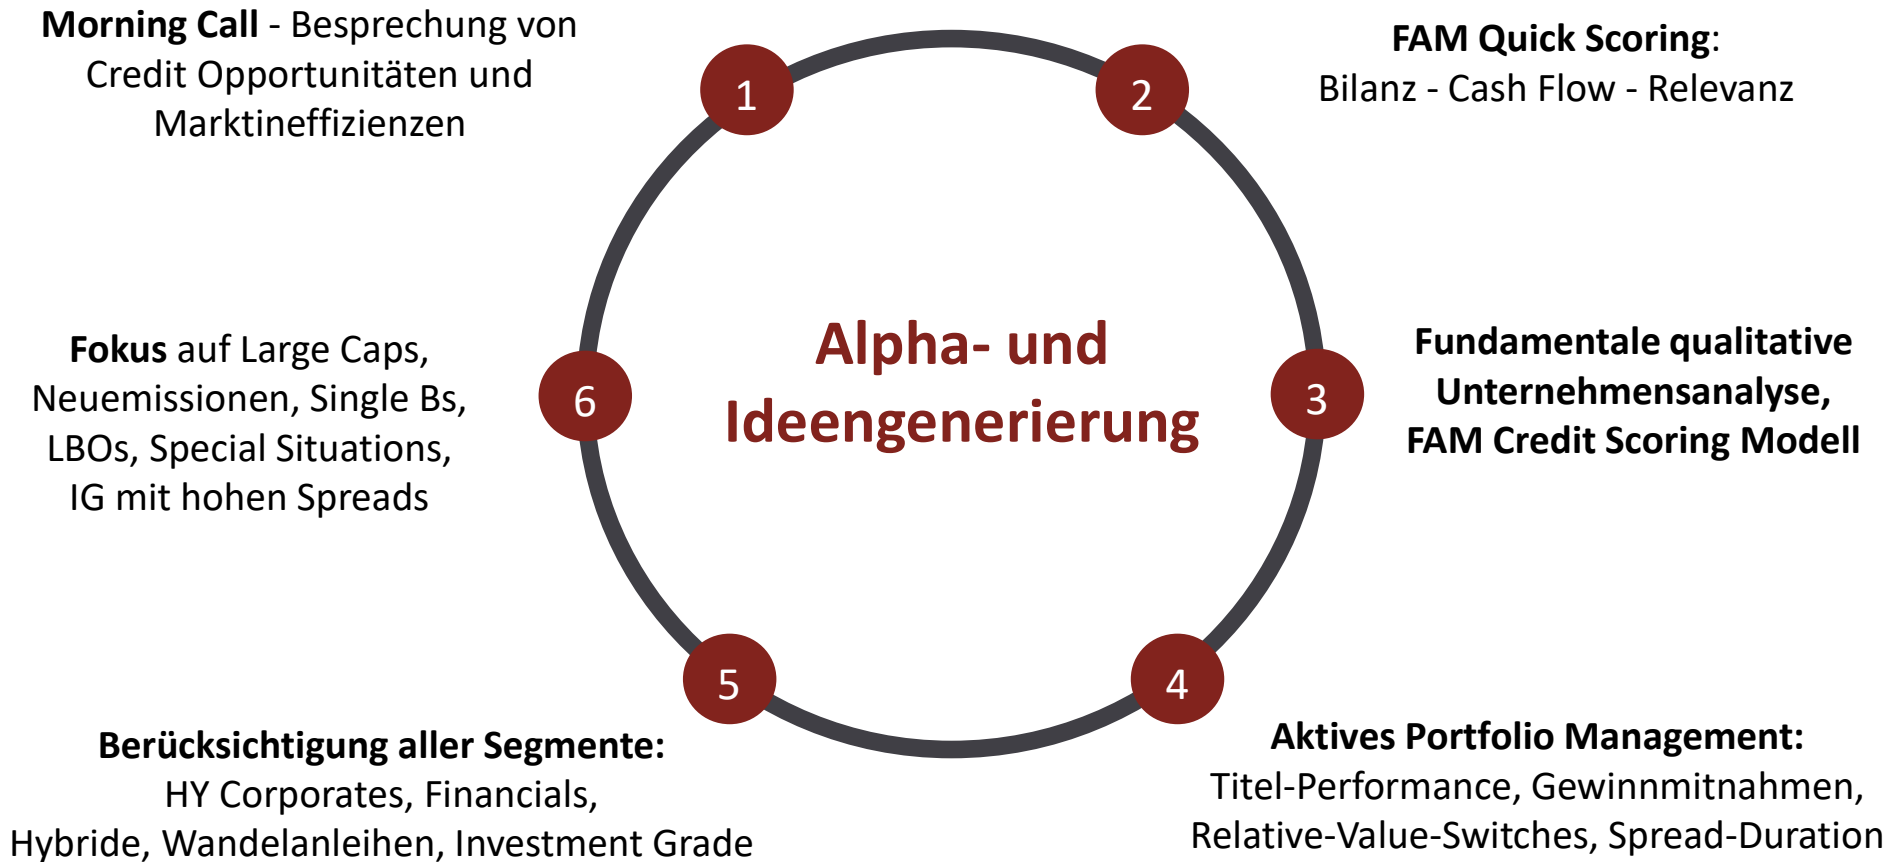 Morning Call - Besprechung von
Credit Opportunitäten und
Marktineffizienzen
1
2
FAM Quick Scoring:
Bilanz - Cash Flow - Relevanz
Alpha- und
Ideengenerierung
3
Fundamentale qualitative
Unternehmensanalyse,
FAM Credit Scoring Modell
4
Aktives Portfolio Management:
Titel-Performance, Gewinnmitnahmen,
Relative-Value-Switches, Spread-Duration
5
Berücksichtigung aller Segmente:
HY Corporates, Financials,
Hybride, Wandelanleihen, Investment Grade
6
Fokus auf Large Caps,
Neuemissionen, Single Bs,
LBOs, Special Situations,
IG mit hohen Spreads